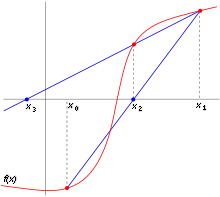 x₃ x₀ x₂ x₁
f(x)